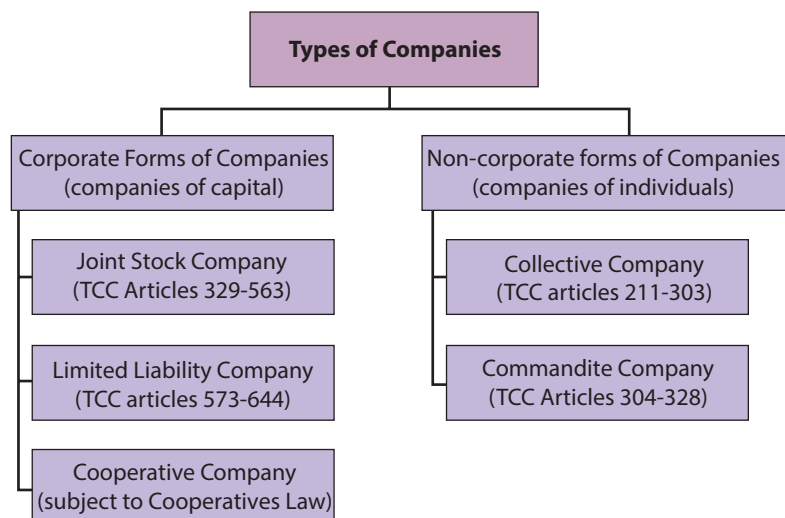 Types of Companies
Corporate Forms of Companies
(companies of capital)
Joint Stock Company
(TCC Articles 329-563)
Limited Liability Company
(TCC articles 573-644)
Cooperative Company
(subject to Cooperatives Law)
Non-corporate forms of Companies
(companies of individuals)
Collective Company
(TCC articles 211-303)
Commandite Company
(TCC Articles 304-328)